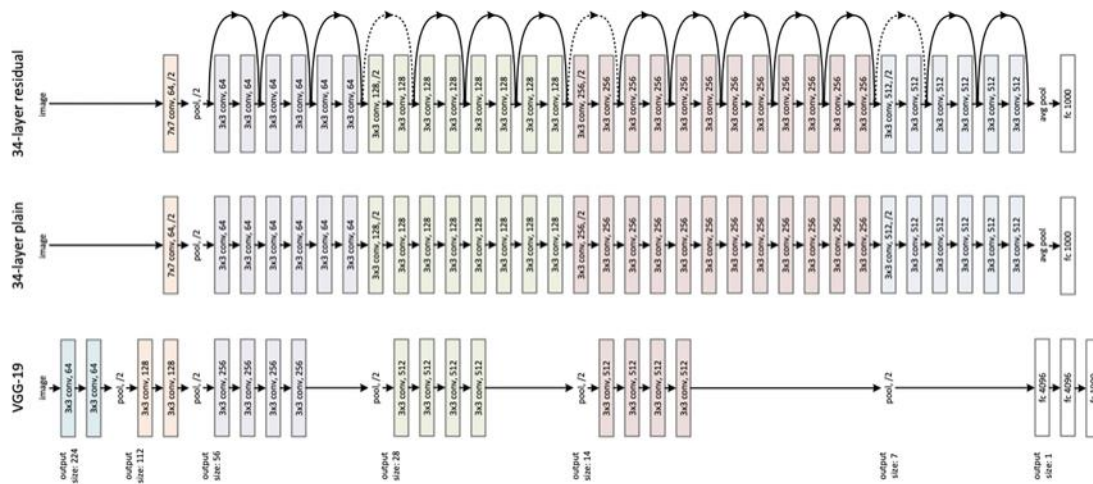 output
size: 224
output
size: 112
output
size: 56
output
size: 28
output
size: 14
output
size: 7
output
size: 1
VGG-19
image
3x3 conv, 64
3x3 conv, 64
pool, /2
3x3 conv, 128
3x3 conv, 128
pool, /2
3x3 conv, 256
3x3 conv, 256
3x3 conv, 256
3x3 conv, 256
pool, /2
3x3 conv, 512
3x3 conv, 512
3x3 conv, 512
3x3 conv, 512
pool, /2
3x3 conv, 512
3x3 conv, 512
3x3 conv, 512
3x3 conv, 512
pool, /2
fc 4096
fc 4096
34-layer plain
image
7x7 conv, 64, /2
pool, /2
3x3 conv, 64
3x3 conv, 64
3x3 conv, 64
3x3 conv, 64
3x3 conv, 64
3x3 conv, 64
3x3 conv, 128, /2
3x3 conv, 128
3x3 conv, 128
3x3 conv, 128
3x3 conv, 128
3x3 conv, 128
3x3 conv, 128
3x3 conv, 128
3x3 conv, 256, /2
3x3 conv, 256
3x3 conv, 256
3x3 conv, 256
3x3 conv, 256
3x3 conv, 256
3x3 conv, 256
3x3 conv, 256
3x3 conv, 256
3x3 conv, 256
3x3 conv, 256
3x3 conv, 256
3x3 conv, 512, /2
3x3 conv, 512
3x3 conv, 512
3x3 conv, 512
3x3 conv, 512
3x3 conv, 512
avg pool
fc 1000
34-layer residual
image
7x7 conv, 64, /2
pool, /2
3x3 conv, 64
3x3 conv, 64
3x3 conv, 64
3x3 conv, 64
3x3 conv, 64
3x3 conv, 64
3x3 conv, 128, /2
3x3 conv, 128
3x3 conv, 128
3x3 conv, 128
3x3 conv, 128
3x3 conv, 128
3x3 conv, 128
3x3 conv, 128
3x3 conv, 256, /2
3x3 conv, 256
3x3 conv, 256
3x3 conv, 256
3x3 conv, 256
3x3 conv, 256
3x3 conv, 256
3x3 conv, 256
3x3 conv, 256
3x3 conv, 256
3x3 conv, 256
3x3 conv, 256
3x3 conv, 512, /2
3x3 conv, 512
3x3 conv, 512
3x3 conv, 512
3x3 conv, 512
3x3 conv, 512
avg pool
fc 1000